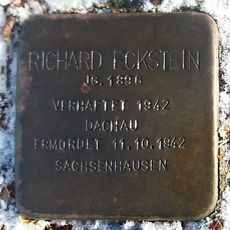 RICHARD ECKSTEIN
JG. 1896
VERHAFTET 1942
DACHAU
ERMORDET 11.10.1942
SACHSENHAUSEN